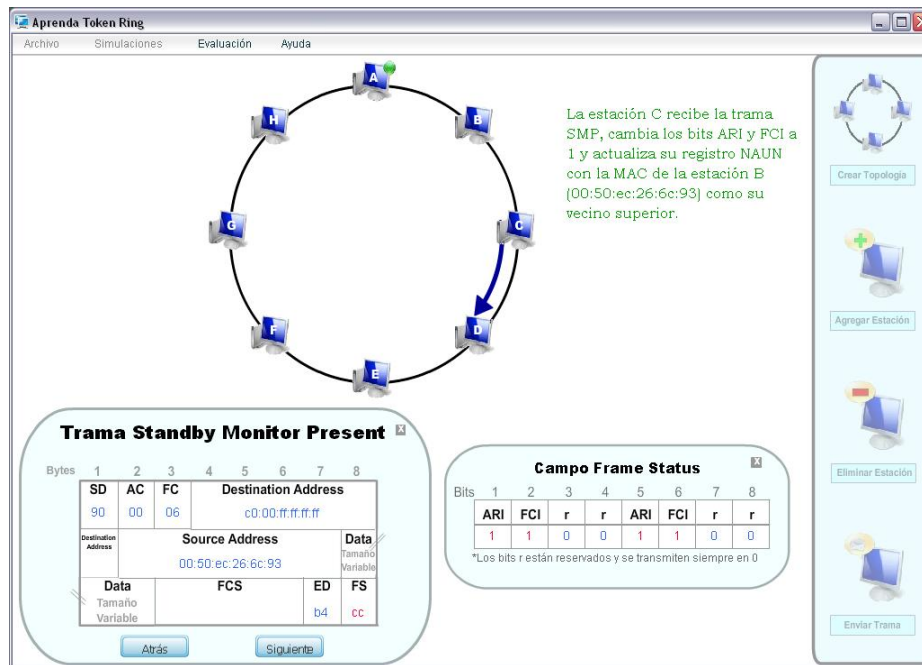 Aprenda Token Ring
Archivo Simulaciones Evaluación Ayuda
A
B
C
D
E
F
G
H
La estación C recibe la trama
SMP, cambia los bits ARI y FCI a
1 y actualiza su registro NAUN
con la MAC de la estación B
(00:50:ec:26:6c:93) como su
vecino superior.
Crear Topología
Agregar Estación
Eliminar Estación
Enviar Trama
Trama Standby Monitor Present X
Bytes 1 2 3 4 5 6 7 8
SD AC FC Destination Address
90 00 06 c0:00:ff:ff:ff:ff
Destination Address Source Address Data
00:50:ec:26:6c:93 Tamaño Variable
Data FCS ED FS
Tamaño Variable b4 cc
Atrás Siguiente
Campo Frame Status X
Bits 1 2 3 4 5 6 7 8
ARI FCI r r ARI FCI r r
1 1 0 0 1 1 0 0
*Los bits r están reservados y se transmiten siempre en 0